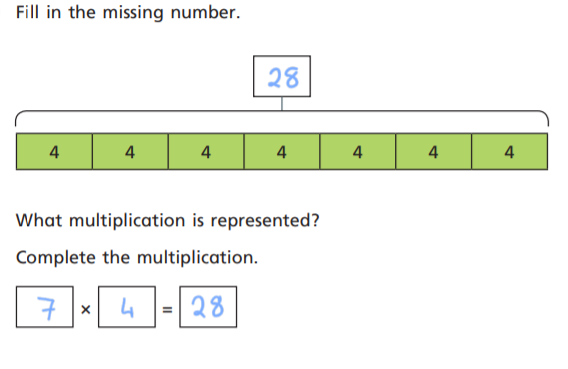 Fill in the missing number.
28
4 4 4 4 4 4 4
What multiplication is represented?
Complete the multiplication.
7 × 4 = 28